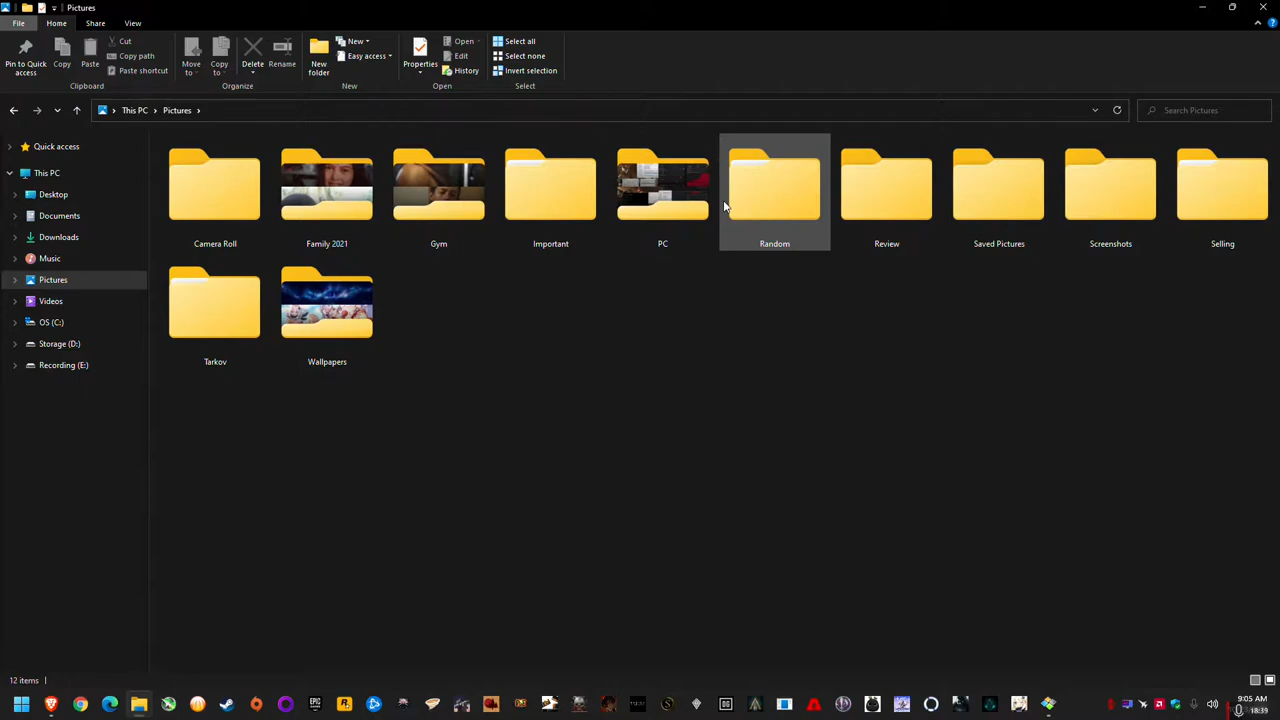 Pictures
File Home Share View
Pin to Quick access
Copy
Paste
Cut
Copy path
Paste shortcut
Move to
Copy to
Delete
Rename
New folder
New
Easy access
Properties
Open
Edit
History
Select all
Select none
Invert selection
Clipboard Organize New Open Select
This PC Pictures
Search Pictures
Quick access
This PC
Desktop
Documents
Downloads
Music
Pictures
Videos
OS (C:)
Storage (D:)
Recording (E:)
Camera Roll Family 2021 Gym Important PC Random Review Saved Pictures Screenshots Selling
Tarkov Wallpapers
12 items
9:05 AM
18:39